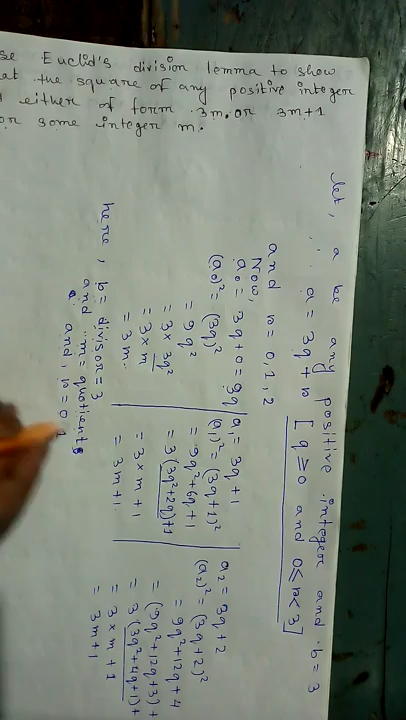 se Euclid's division lemma to show
at the square of any positive integer
either of form 3m, or 3m+1
or some integer m.
let, a be any positive integer and b = 3
∴ a = 3q + r [ q ≥ 0 and 0 ≤ r < 3 ]
and r = 0, 1, 2
Now,
a₀ = 3q + 0 = 3q
(a₀)² = (3q)²
= 9q²
= 3 × 3q²
= 3 × m
= 3m.
a₁ = 3q + 1
(a₁)² = (3q+1)²
= 9q² + 6q + 1
= 3(3q²+2q)+1
= 3 × m + 1
= 3m + 1
a₂ = 3q + 2
(a₂)² = (3q + 2)²
= 9q² + 12q + 4
= (9q² + 12q + 3) +
= 3(3q² + 4q + 1) +
= 3 × m + 1
= 3m + 1
here, b = divisor = 3
and m = quotients
and, r = 0, 1